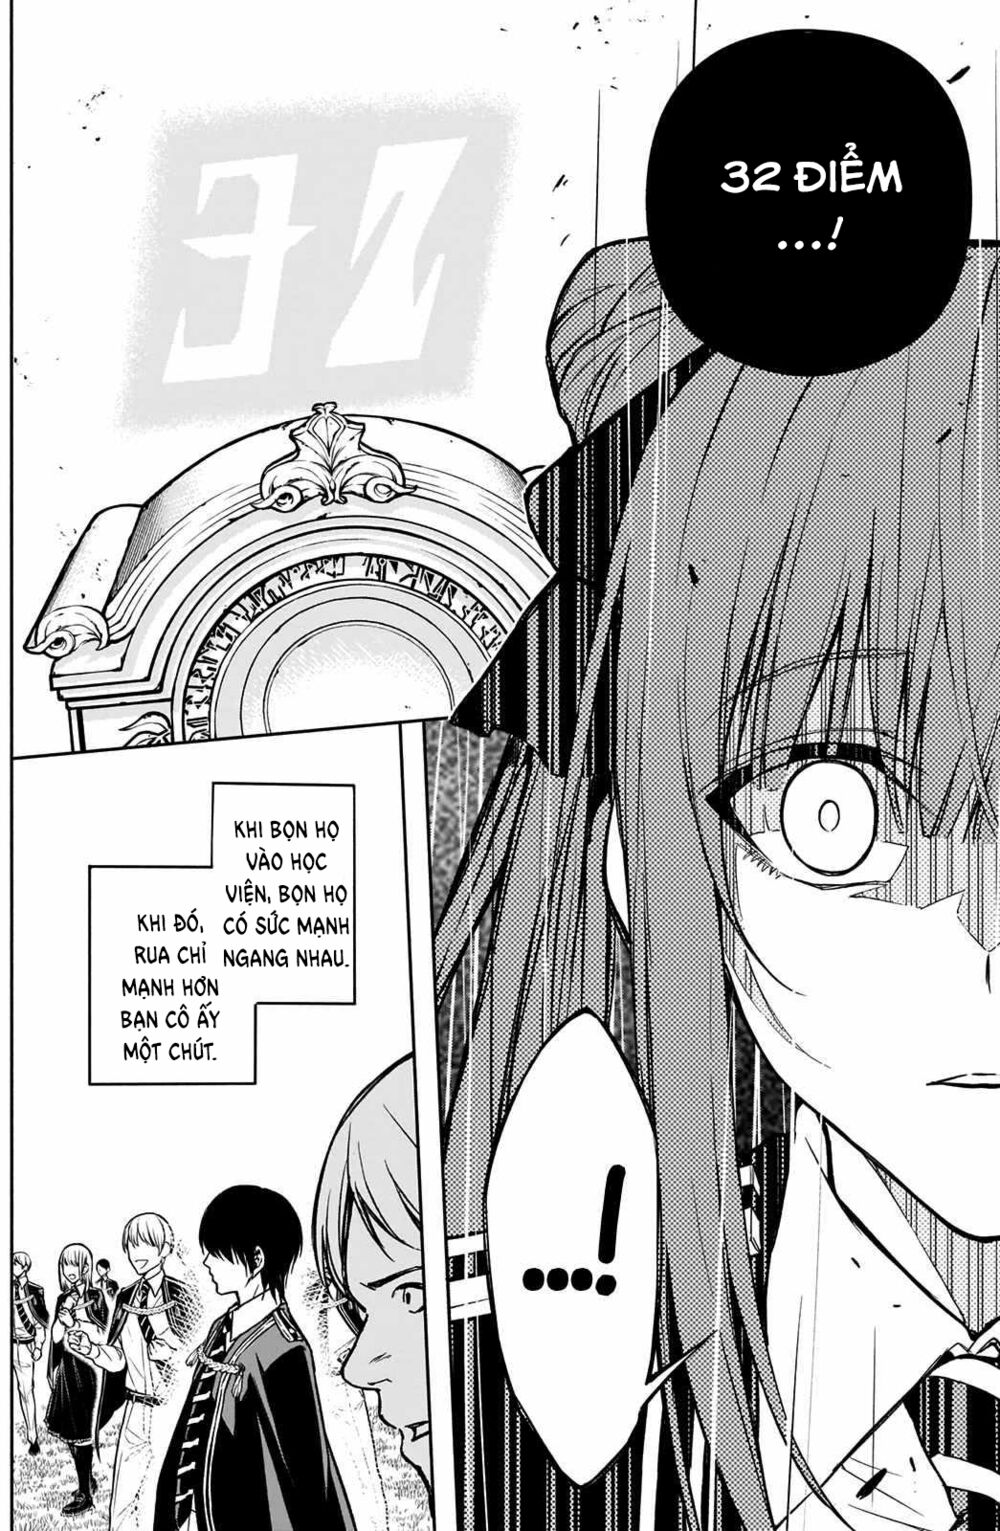 32 ĐIỂM
...!
32
KHI BỌN HỌ
VÀO HỌC
VIỆN, BỌN HỌ
CÓ SỨC MẠNH
NGANG NHAU.
KHI ĐÓ,
RUA CHỈ
MẠNH HƠN
BẠN CÔ ẤY
MỘT CHÚT.
...!